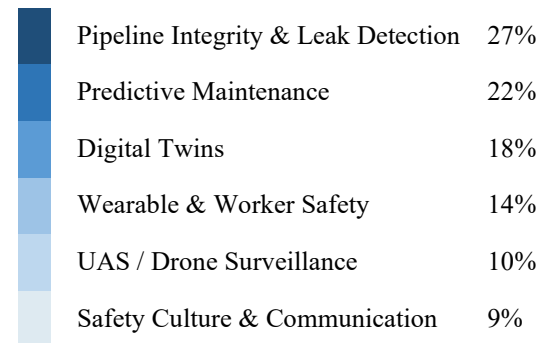 Pipeline Integrity & Leak Detection 27%
Predictive Maintenance 22%
Digital Twins 18%
Wearable & Worker Safety 14%
UAS / Drone Surveillance 10%
Safety Culture & Communication 9%